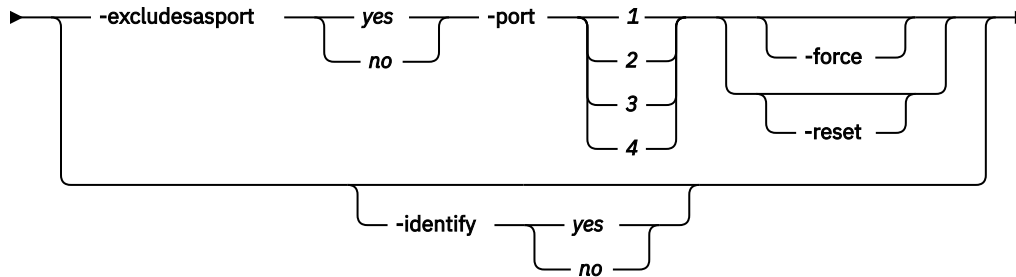 -excludesasport yes -port 1
no 2 -force
3
4 -reset
-identify yes
no